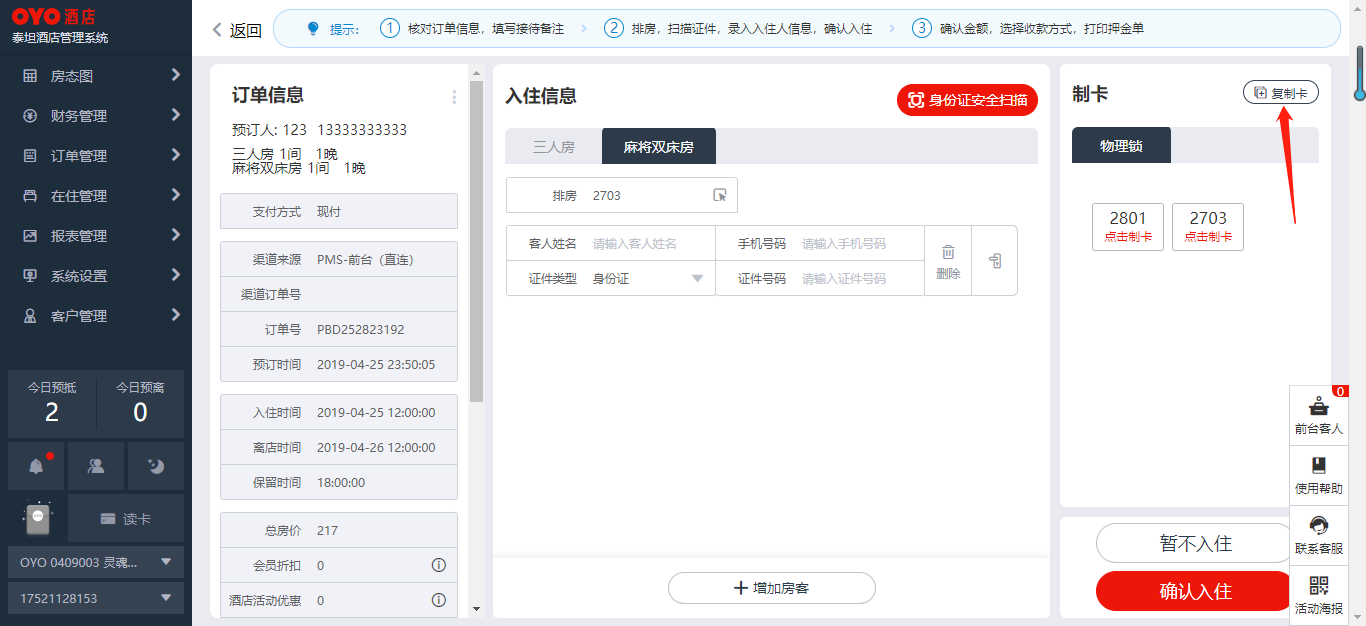 OYO 酒店
泰坦酒店管理系统
房态图
财务管理
订单管理
在住管理
报表管理
系统设置
客户管理
今日预抵 今日预离
2 0
读卡
OYO 0409003 灵魂...
17521128153
返回
提示: 1 核对订单信息，填写接待备注 2 排房，扫描证件，录入入住人信息，确认入住 3 确认金额，选择收款方式，打印押金单
订单信息
预订人: 123 13333333333
三人房 1间 1晚
麻将双床房 1间 1晚
支付方式 现付
渠道来源 PMS-前台（直连）
渠道订单号
订单号 PBD252823192
预订时间 2019-04-25 23:50:05
入住时间 2019-04-25 12:00:00
离店时间 2019-04-26 12:00:00
保留时间 18:00:00
总房价 217
会员折扣 0
酒店活动优惠 0
入住信息
身份证安全扫描
三人房 麻将双床房
排房 2703
客人姓名 请输入客人姓名 手机号码 请输入手机号码
证件类型 身份证 证件号码 请输入证件号码
删除
增加房客
制卡
复制卡
物理锁
2801 2703
点击制卡 点击制卡
暂不入住
确认入住
0
前台客人
使用帮助
联系客服
活动海报